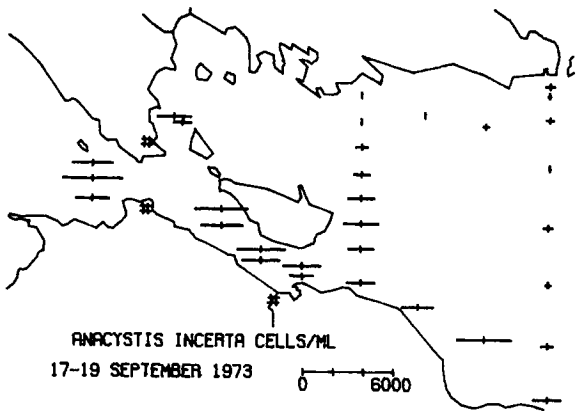 ANACYSTIS INCERTA CELLS/ML
17-19 SEPTEMBER 1973
0 6000